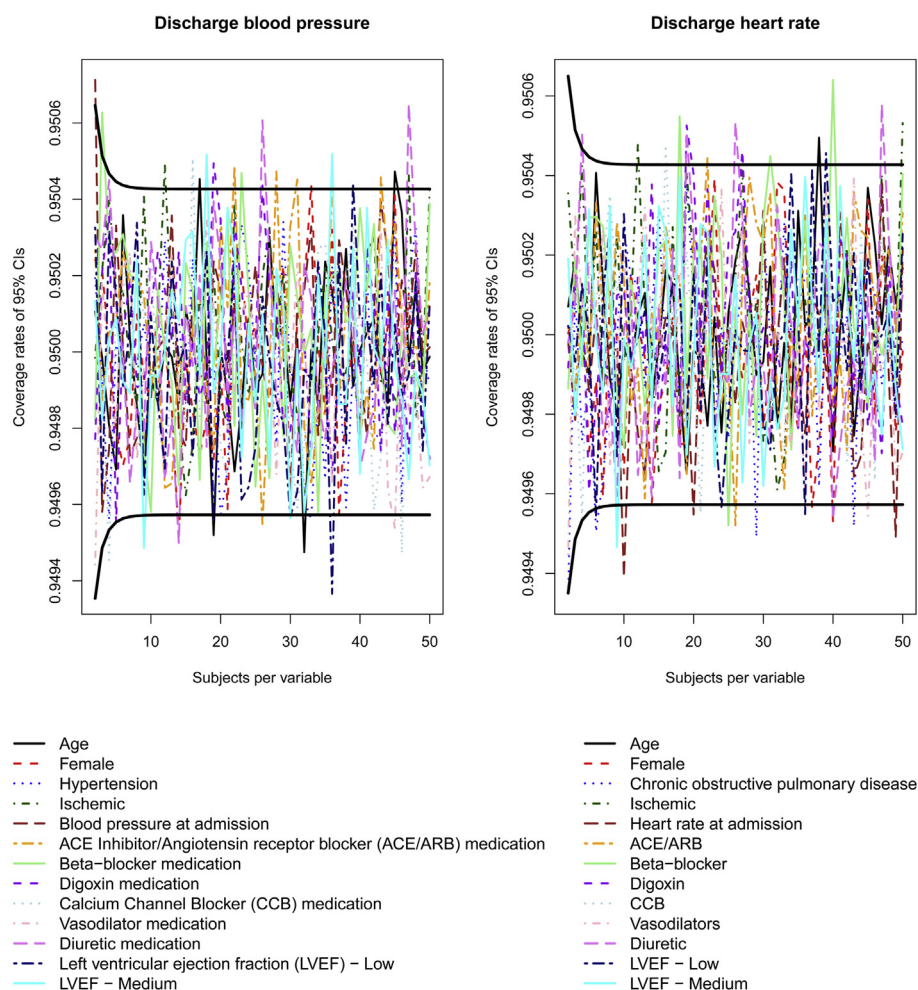 Discharge blood pressure
Discharge heart rate
Coverage rates of 95% CIs
0.9506
0.9504
0.9502
0.9500
0.9498
0.9496
0.9494
10 20 30 40 50
Subjects per variable
Coverage rates of 95% CIs
0.9506
0.9504
0.9502
0.9500
0.9498
0.9496
0.9494
10 20 30 40 50
Subjects per variable
Age
Female
Hypertension
Ischemic
Blood pressure at admission
ACE Inhibitor/Angiotensin receptor blocker (ACE/ARB) medication
Beta−blocker medication
Digoxin medication
Calcium Channel Blocker (CCB) medication
Vasodilator medication
Diuretic medication
Left ventricular ejection fraction (LVEF) − Low
LVEF − Medium
Age
Female
Chronic obstructive pulmonary disease
Ischemic
Heart rate at admission
ACE/ARB
Beta−blocker
Digoxin
CCB
Vasodilators
Diuretic
LVEF − Low
LVEF − Medium